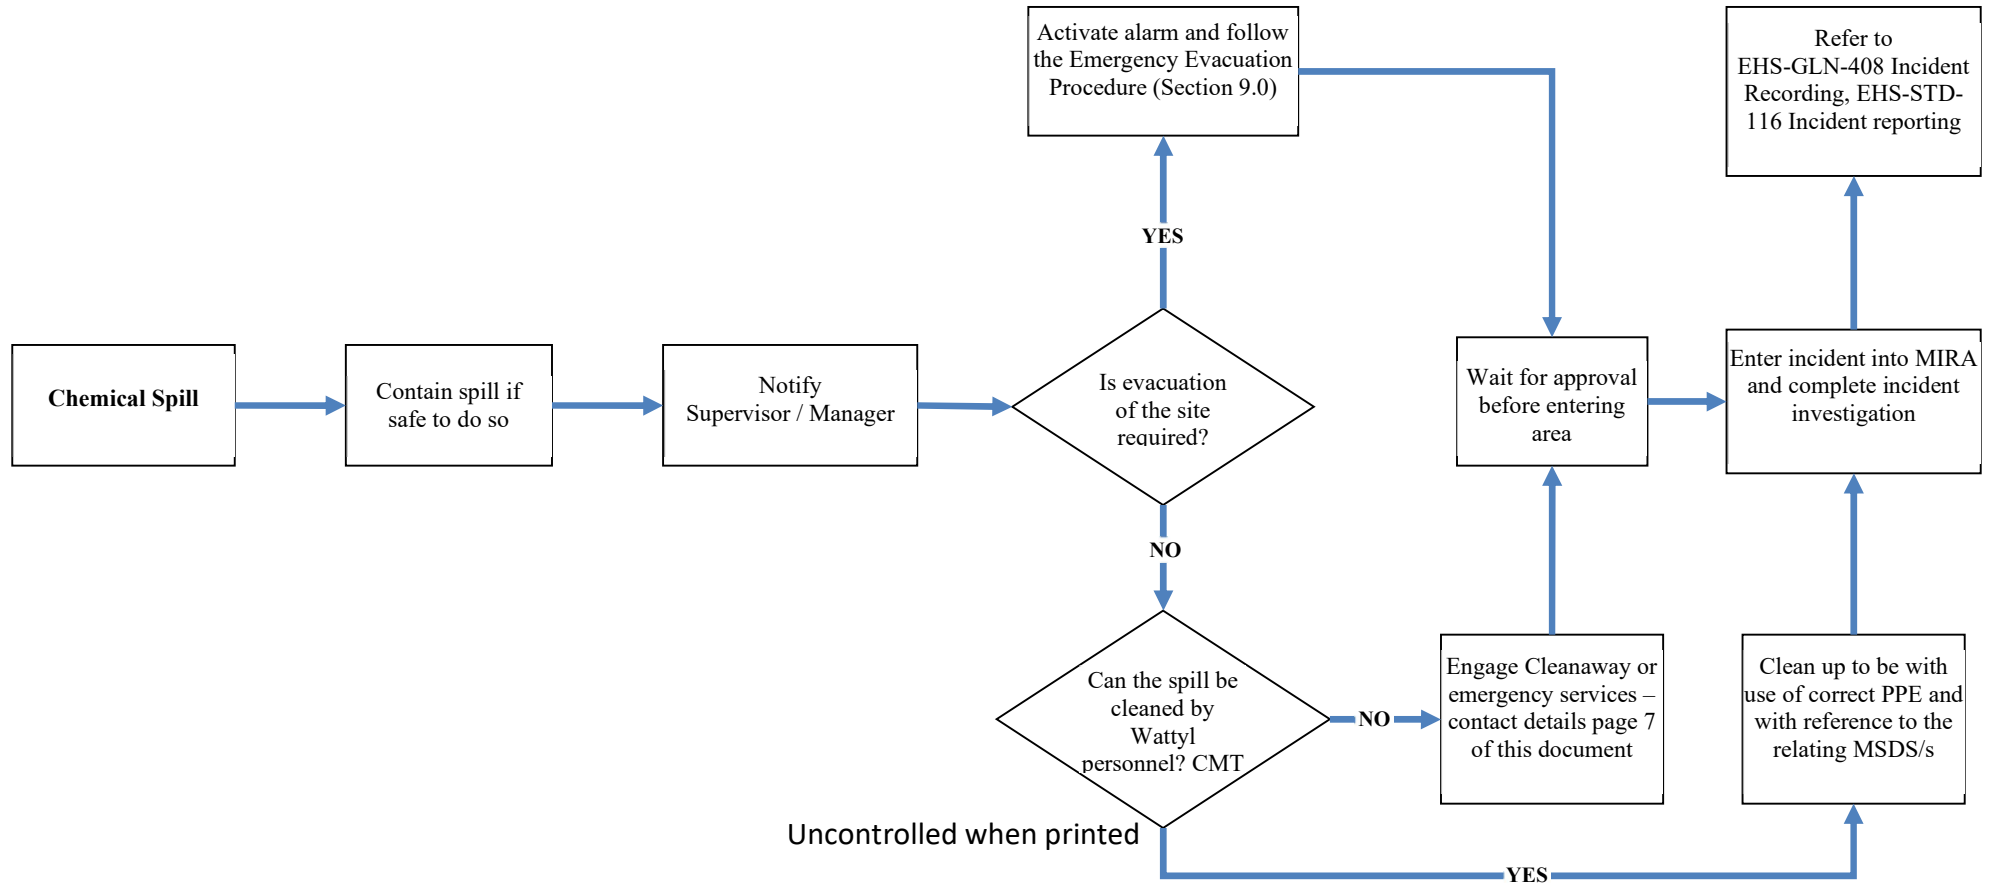 Activate alarm and follow
the Emergency Evacuation
Procedure (Section 9.0)
Refer to
EHS-GLN-408 Incident
Recording, EHS-STD-
116 Incident reporting
YES
Chemical Spill
Contain spill if
safe to do so
Notify
Supervisor / Manager
Is evacuation
of the site
required?
Wait for approval
before entering
area
Enter incident into MIRA
and complete incident
investigation
NO
Can the spill be
cleaned by
Wattyl
personnel? CMT
NO
Engage Cleanaway or
emergency services –
contact details page 7
of this document
Clean up to be with
use of correct PPE and
with reference to the
relating MSDS/s
Uncontrolled when printed
YES